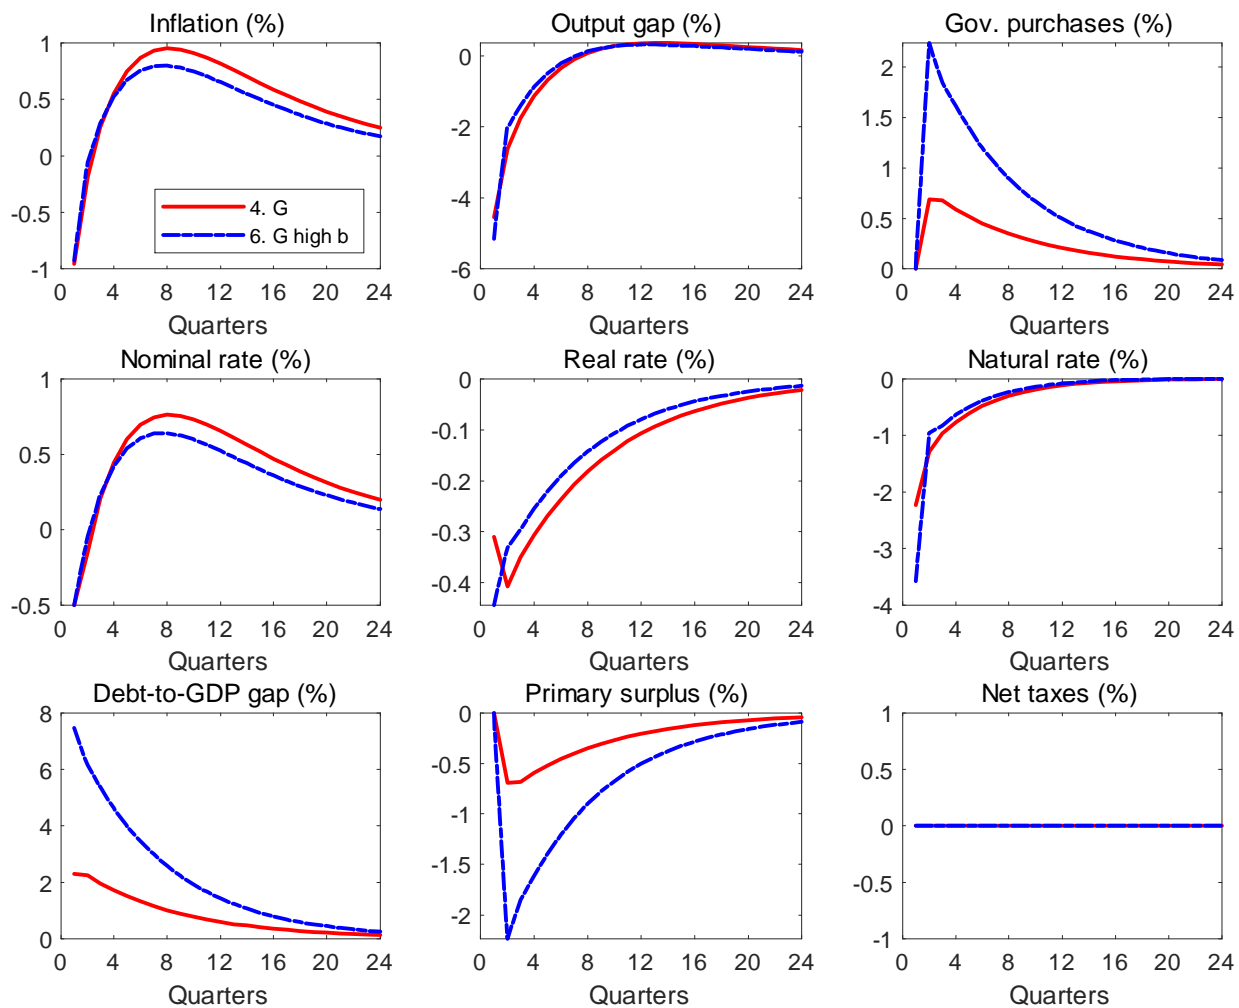 Inflation (%)
1
0.5
0
-0.5
-1
4. G
6. G high b
0 4 8 12 16 20 24
Quarters
Output gap (%)
0
-2
-4
-6
0 4 8 12 16 20 24
Quarters
Gov. purchases (%)
2
1.5
1
0.5
0
0 4 8 12 16 20 24
Quarters
Nominal rate (%)
1
0.5
0
-0.5
0 4 8 12 16 20 24
Quarters
Real rate (%)
0
-0.1
-0.2
-0.3
-0.4
0 4 8 12 16 20 24
Quarters
Natural rate (%)
0
-1
-2
-3
-4
0 4 8 12 16 20 24
Quarters
Debt-to-GDP gap (%)
8
6
4
2
0
0 4 8 12 16 20 24
Quarters
Primary surplus (%)
0
-0.5
-1
-1.5
-2
0 4 8 12 16 20 24
Quarters
Net taxes (%)
1
0.5
0
-0.5
-1
0 4 8 12 16 20 24
Quarters